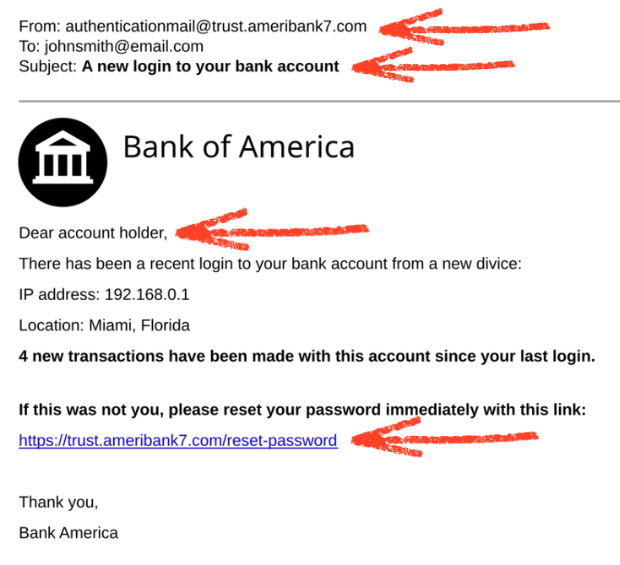 From: authenticationmail@trust.ameribank7.com
To: johnsmith@email.com
Subject: A new login to your bank account
Bank of America
Dear account holder,
There has been a recent login to your bank account from a new divice:
IP address: 192.168.0.1
Location: Miami, Florida
4 new transactions have been made with this account since your last login.
If this was not you, please reset your password immediately with this link:
https://trust.ameribank7.com/reset-password
Thank you,
Bank America